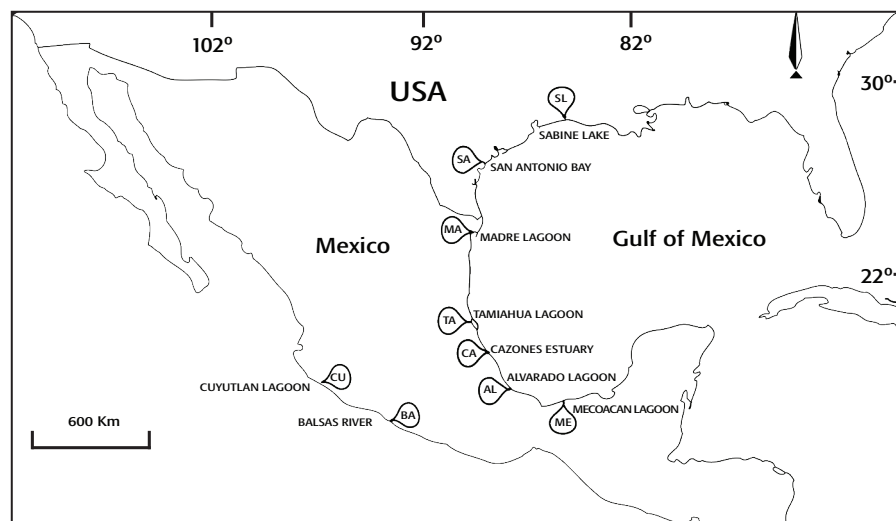 102º 92º 82º
USA
30º
SL
SABINE LAKE
SA
SAN ANTONIO BAY
MA
MADRE LAGOON
Mexico
Gulf of Mexico
22º
TAMIAHUA LAGOON
TA
CA
CAZONES ESTUARY
ALVARADO LAGOON
CU
CUYUTLAN LAGOON
AL
MECOACAN LAGOON
BA
BALSAS RIVER
ME
600 Km